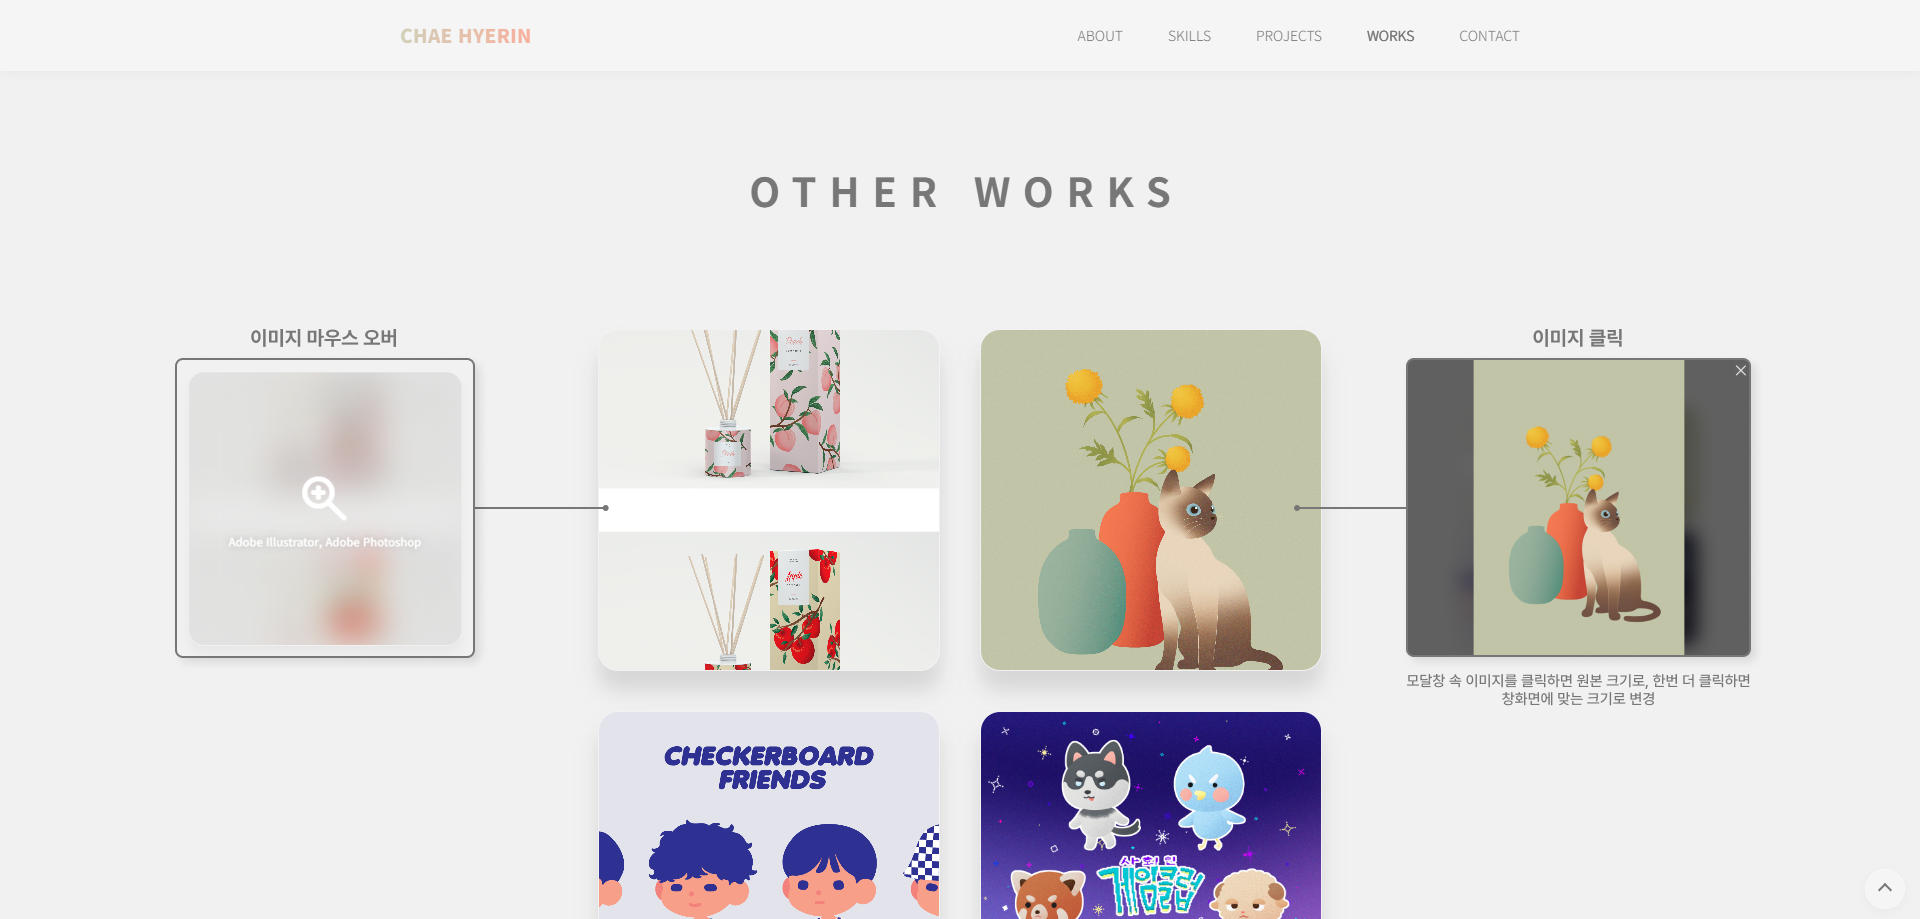 CHAE HYERIN
ABOUT
SKILLS
PROJECTS
WORKS
CONTACT
OTHER WORKS
이미지 마우스 오버
Adobe Illustrator, Adobe Photoshop
Apple
이미지 클릭
모달창 속 이미지를 클릭하면 원본 크기로, 한번 더 클릭하면
창화면에 맞는 크기로 변경
CHECKERBOARD
FRIENDS
게임클럽